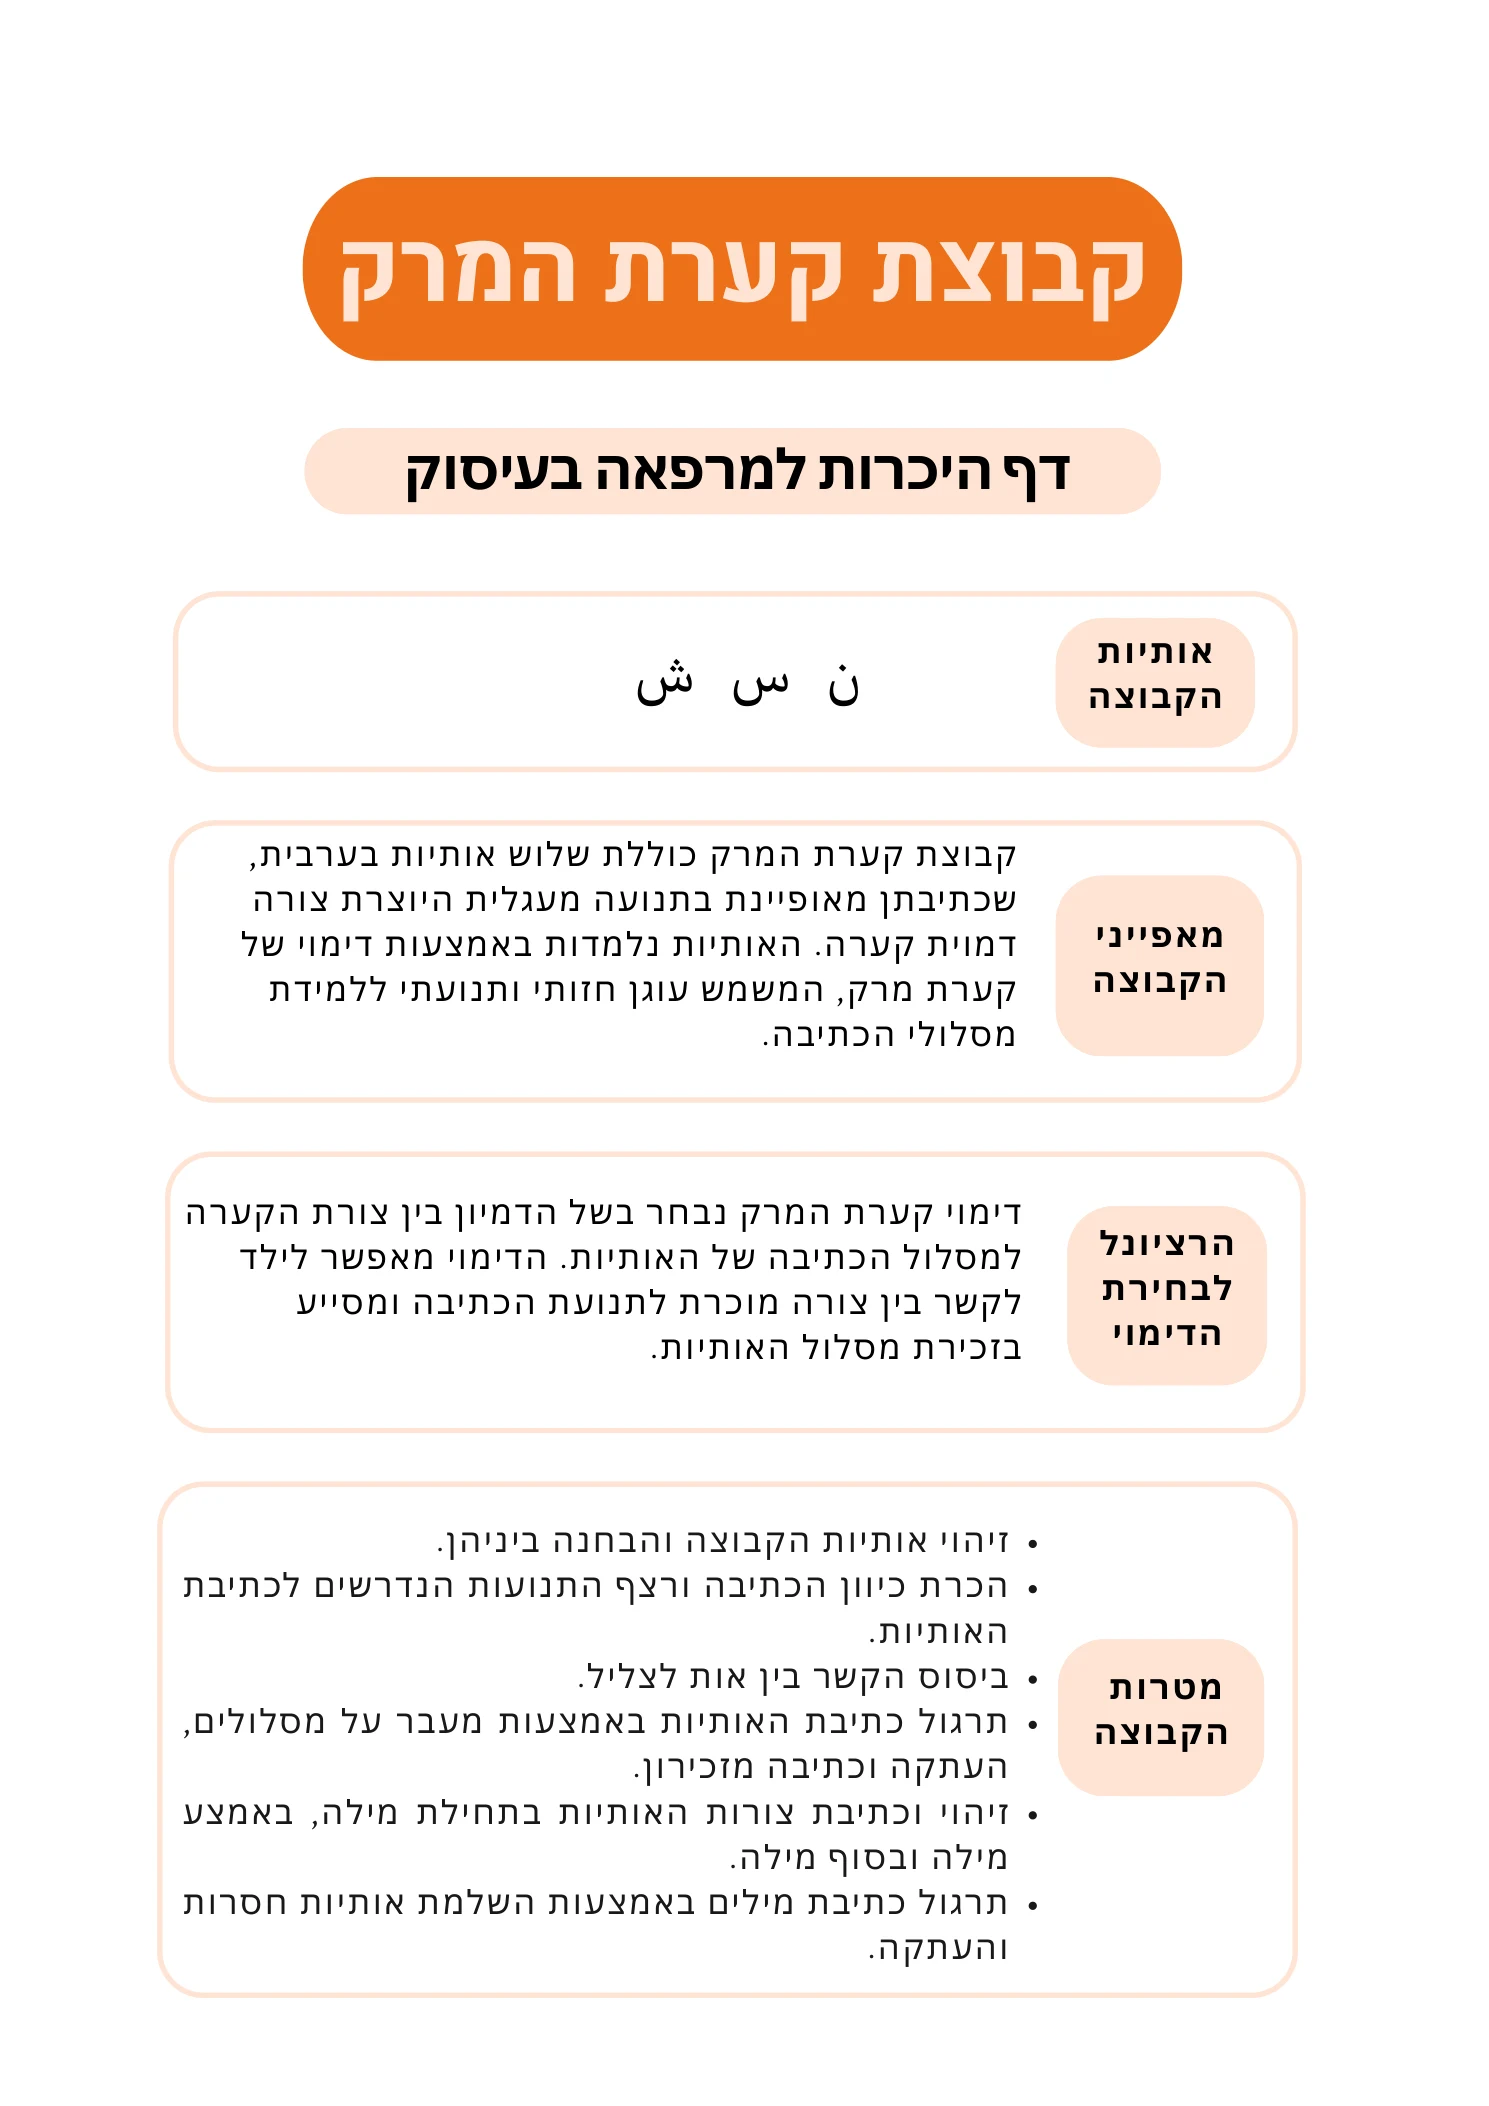 קבוצת קערת המרק
דף היכרות למרפאה בעיסוק
אותיות
הקבוצה
ن س ش
מאפייני
הקבוצה
קבוצת קערת המרק כוללת שלוש אותיות בערבית,
שכתיבתן מאופיינת בתנועה מעגלית היוצרת צורה
דמוית קערה. האותיות נלמדות באמצעות דימוי של
קערת מרק, המשמש עוגן חזותי ותנועתי ללמידת
מסלולי הכתיבה.
הרציונל
לבחירת
הדימוי
דימוי קערת המרק נבחר בשל הדמיון בין צורת הקערה
למסלול הכתיבה של האותיות. הדימוי מאפשר לילד
לקשר בין צורה מוכרת לתנועת הכתיבה ומסייע
בזכירת מסלול האותיות.
מטרות
הקבוצה
• זיהוי אותיות הקבוצה והבחנה ביניהן.
• הכרת כיוון הכתיבה ורצף התנועות הנדרשים לכתיבת
האותיות.
• ביסוס הקשר בין אות לצליל.
• תרגול כתיבת האותיות באמצעות מעבר על מסלולים,
העתקה וכתיבה מזכירון.
• זיהוי וכתיבת צורות האותיות בתחילת מילה, באמצע
מילה ובסוף מילה.
• תרגול כתיבת מילים באמצעות השלמת אותיות חסרות
והעתקה.